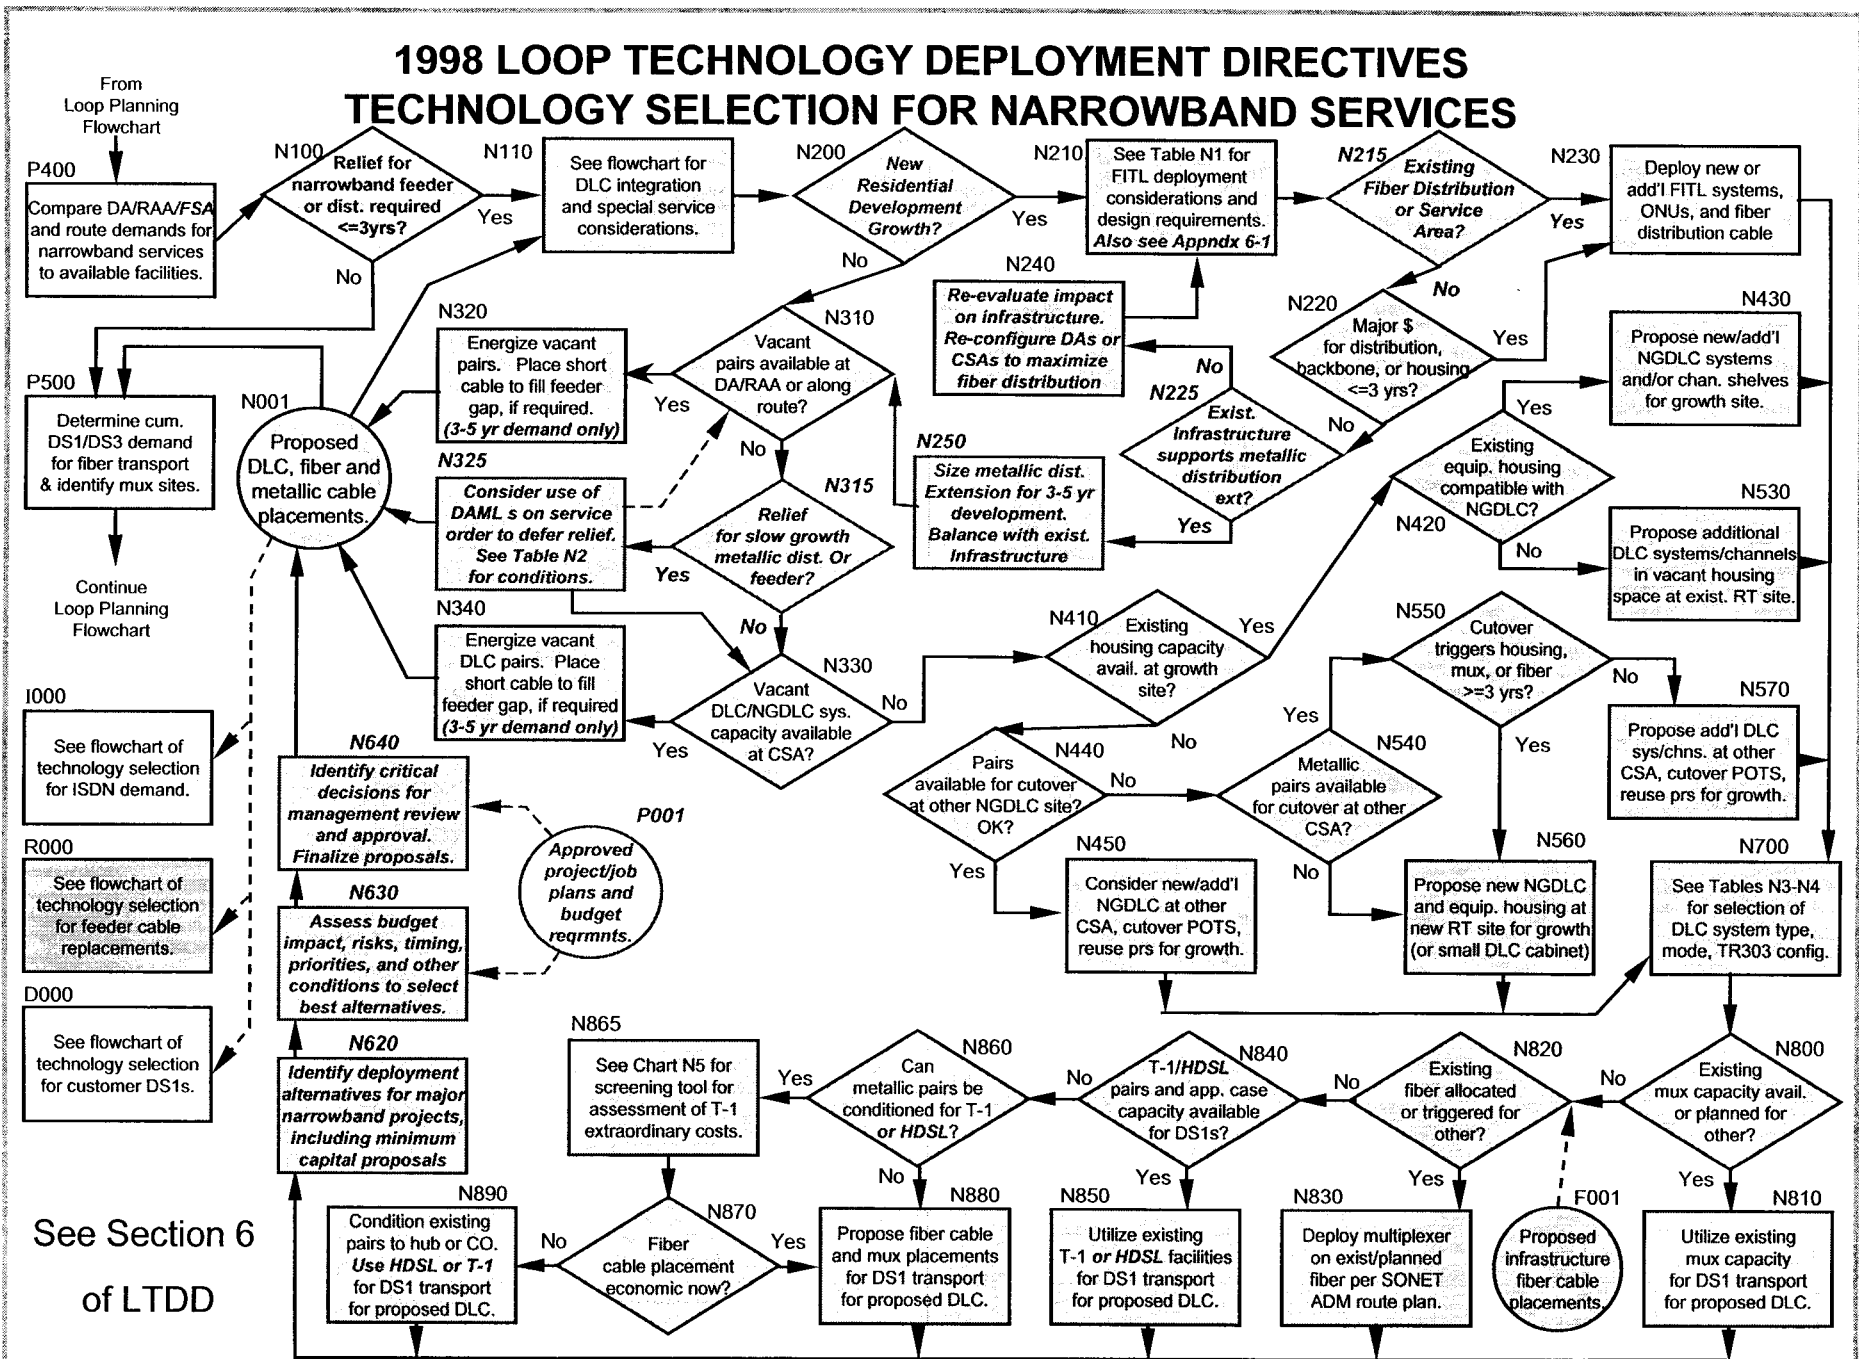 1998 LOOP TECHNOLOGY DEPLOYMENT DIRECTIVES
TECHNOLOGY SELECTION FOR NARROWBAND SERVICES
From
Loop Planning
Flowchart
P400
Compare DA/RAA/FSA
and route demands for
narrowband services
to available facilities.
N100
Relief for
narrowband feeder
or dist. required
<=3yrs?
Yes
No
N110
See flowchart for
DLC integration
and special service
considerations.
N200
New
Residential
Development
Growth?
Yes
No
N210
See Table N1 for
FITL deployment
considerations and
design requirements.
Also see Appndx 6-1
N215
Existing
Fiber Distribution
or Service
Area?
Yes
No
N230
Deploy new or
add'l FITL systems,
ONUs, and fiber
distribution cable
N240
Re-evaluate impact
on infrastructure.
Re-configure DAs or
CSAs to maximize
fiber distribution
N220
Major $
for distribution,
backbone, or housing
<=3 yrs?
Yes
No
N430
Propose new/add'l
NGDLC systems
and/or chan. shelves
for growth site.
N320
Energize vacant
pairs. Place short
cable to fill feeder
gap, if required.
(3-5 yr demand only)
N310
Vacant
pairs available at
DA/RAA or along
route?
Yes
No
P500
Determine cum.
DS1/DS3 demand
for fiber transport
& identify mux sites.
N001
Proposed
DLC, fiber and
metallic cable
placements.
N225
Exist.
Infrastructure
supports metallic
distribution
ext?
No
Yes
N250
Size metallic dist.
Extension for 3-5 yr
development.
Balance with exist.
Infrastructure
Yes
Existing
equip. housing
compatible with
NGDLC?
N420
No
N530
Propose additional
DLC systems/channels
in vacant housing
space at exist. RT site.
N325
Consider use of
DAML s on service
order to defer relief.
See Table N2
for conditions.
N315
Relief
for slow growth
metallic dist. Or
feeder?
Yes
No
Continue
Loop Planning
Flowchart
N340
Energize vacant
DLC pairs. Place
short cable to fill
feeder gap, if required
(3-5 yr demand only)
N330
Vacant
DLC/NGDLC sys.
capacity available
at CSA?
Yes
No
N410
Existing
housing capacity
avail. at growth
site?
Yes
No
N550
Cutover
triggers housing,
mux, or fiber
>=3 yrs?
No
Yes
N570
Propose add'l DLC
sys/chns. at other
CSA, cutover POTS,
reuse prs for growth.
I000
See flowchart of
technology selection
for ISDN demand.
N640
Identify critical
decisions for
management review
and approval.
Finalize proposals.
N440
Pairs
available for cutover
at other NGDLC site?
OK?
No
Yes
N540
Metallic
pairs available
for cutover at other
CSA?
Yes
No
P001
Approved
project/job
plans and
budget
reqrmnts.
R000
See flowchart of
technology selection
for feeder cable
replacements.
N630
Assess budget
impact, risks, timing,
priorities, and other
conditions to select
best alternatives.
N450
Consider new/add'l
NGDLC at other
CSA, cutover POTS,
reuse prs for growth.
N560
Propose new NGDLC
and equip. housing at
new RT site for growth
(or small DLC cabinet)
N700
See Tables N3-N4
for selection of
DLC system type,
mode, TR303 config.
D000
See flowchart of
technology selection
for customer DS1s.
N620
Identify deployment
alternatives for major
narrowband projects,
including minimum
capital proposals
N865
See Chart N5 for
screening tool for
assessment of T-1
extraordinary costs.
Yes
N860
Can
metallic pairs be
conditioned for T-1
or HDSL?
No
No
N840
T-1/HDSL
pairs and app. case
capacity available
for DS1s?
Yes
No
N820
Existing
fiber allocated
or triggered for
other?
Yes
No
N800
Existing
mux capacity avail.
or planned for
other?
Yes
See Section 6
of LTDD
N890
Condition existing
pairs to hub or CO.
Use HDSL or T-1
for DS1 transport
for proposed DLC.
No
N870
Fiber
cable placement
economic now?
Yes
N880
Propose fiber cable
and mux placements
for DS1 transport
for proposed DLC.
N850
Utilize existing
T-1 or HDSL facilities
for DS1 transport
for proposed DLC.
N830
Deploy multiplexer
on exist/planned
fiber per SONET
ADM route plan.
F001
Proposed
infrastructure
fiber cable
placements.
N810
Utilize existing
mux capacity
for DS1 transport
for proposed DLC.